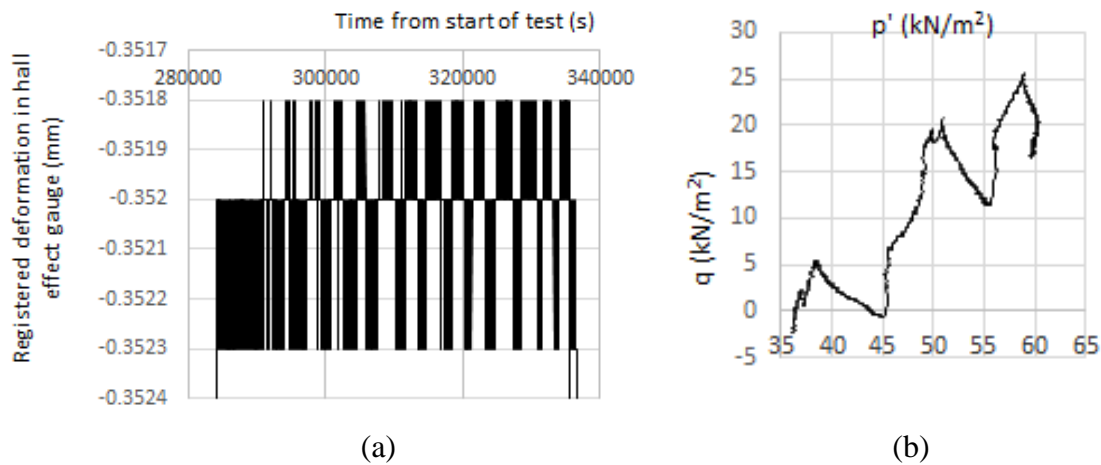 Time from start of test (s)
-0.3517
280000 300000 320000 340000
-0.3518
-0.3519
-0.352
-0.3521
-0.3522
-0.3523
-0.3524
Registered deformation in hall
effect gauge (mm)
(a)
p' (kN/m²)
30
25
20
15
10
5
0
-5
35 40 45 50 55 60 65
q (kN/m²)
(b)